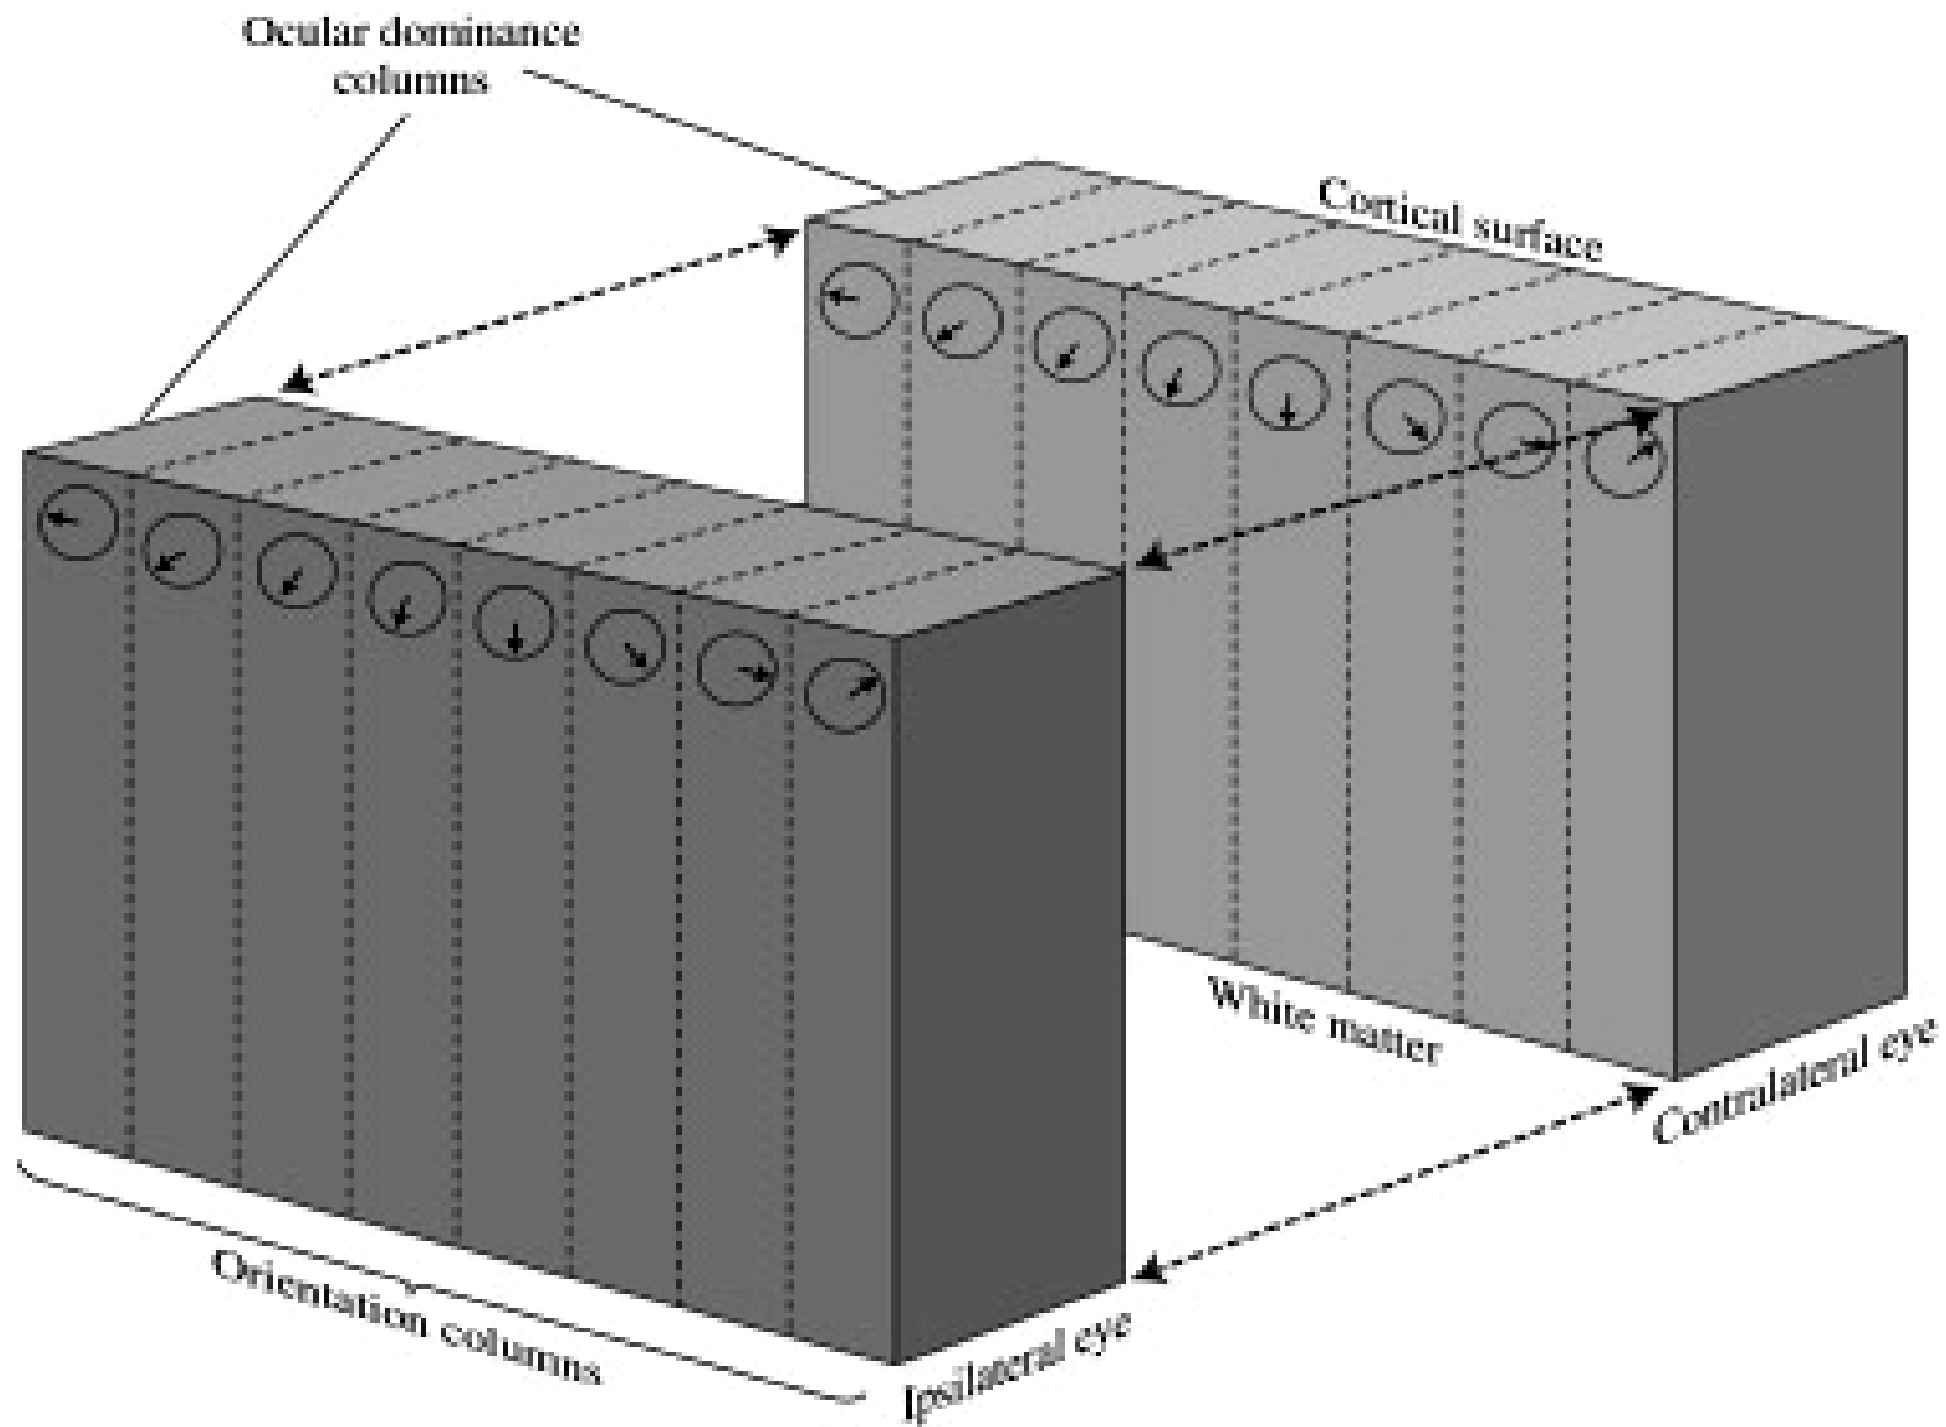 Ocular dominance
columns
Cortical surface
White matter
Contralateral eye
Orientation columns
Ipsilateral eye